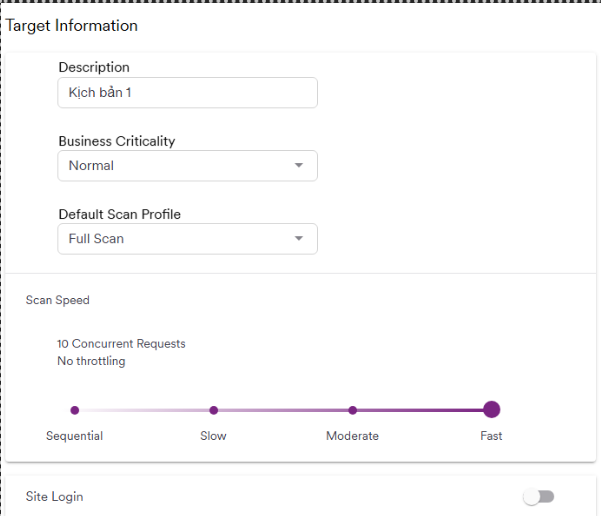 Target Information
Description
Kịch bản 1
Business Criticality
Normal
Default Scan Profile
Full Scan
Scan Speed
10 Concurrent Requests
No throttling
Sequential Slow Moderate Fast
Site Login